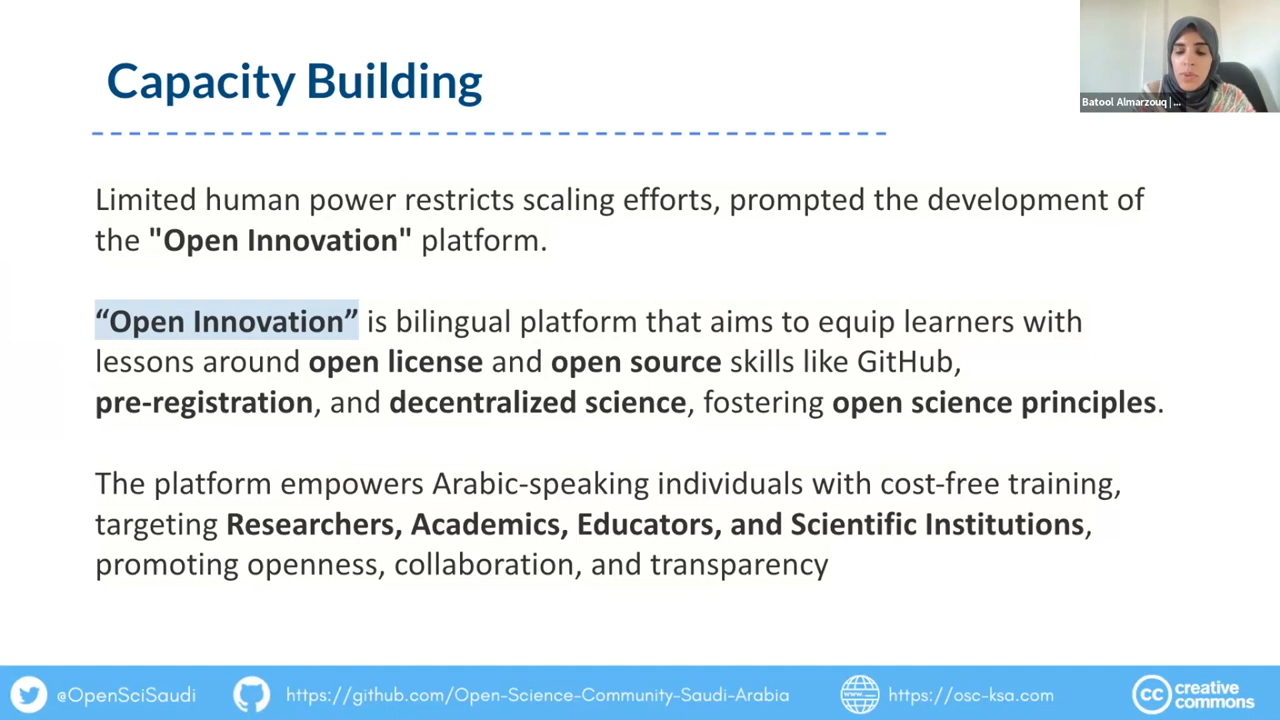 Capacity Building
Batool Almarzouq | ...
Limited human power restricts scaling efforts, prompted the development of
the "Open Innovation" platform.
“Open Innovation” is bilingual platform that aims to equip learners with
lessons around open license and open source skills like GitHub,
pre-registration, and decentralized science, fostering open science principles.
The platform empowers Arabic-speaking individuals with cost-free training,
targeting Researchers, Academics, Educators, and Scientific Institutions,
promoting openness, collaboration, and transparency
@OpenSciSaudi https://github.com/Open-Science-Community-Saudi-Arabia https://osc-ksa.com
cc creative
commons